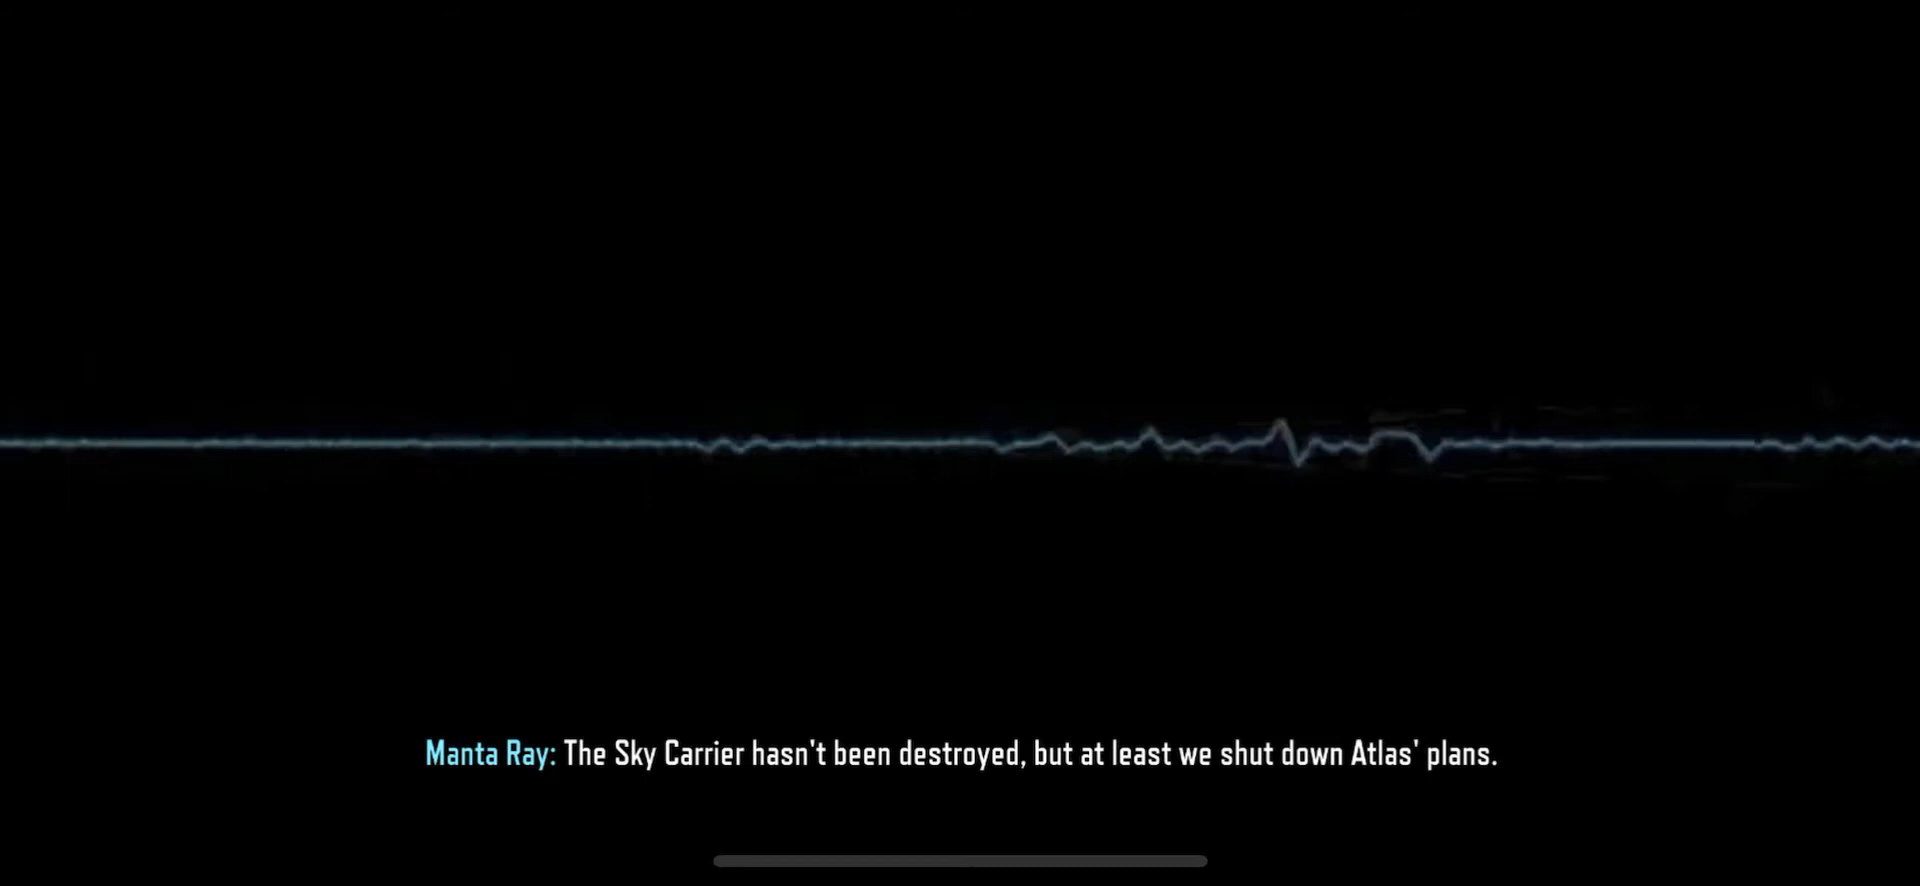 Manta Ray: The Sky Carrier hasn't been destroyed, but at least we shut down Atlas' plans.